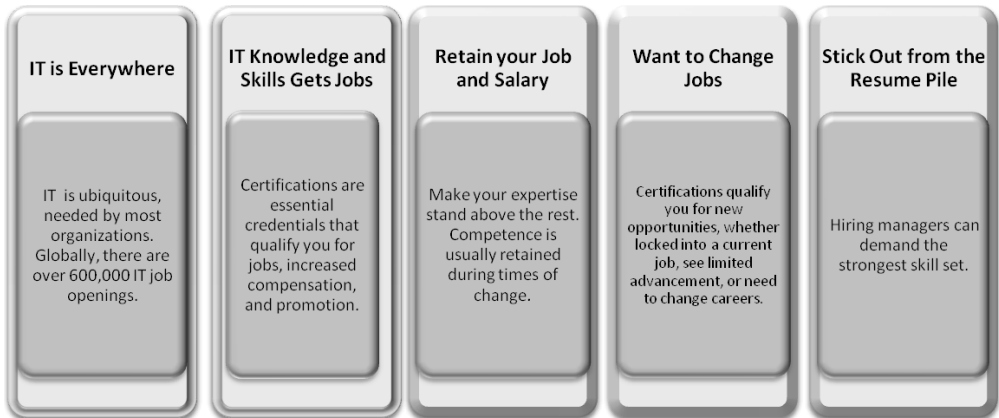 IT is Everywhere
IT  is ubiquitous,
needed by most
organizations.
Globally, there are
over 600,000 IT job
openings.
IT Knowledge and
Skills Gets Jobs
Certifications are
essential
credentials that
qualify you for
jobs, increased
compensation,
and promotion.
Retain your Job
and Salary
Make your expertise
stand above the rest.
Competence is
usually retained
during times of
change.
Want to Change
Jobs
Certifications qualify
you for new
opportunities, whether
locked into a current
job, see limited
advancement, or need
to change careers.
Stick Out from the
Resume Pile
Hiring managers can
demand the
strongest skill set.